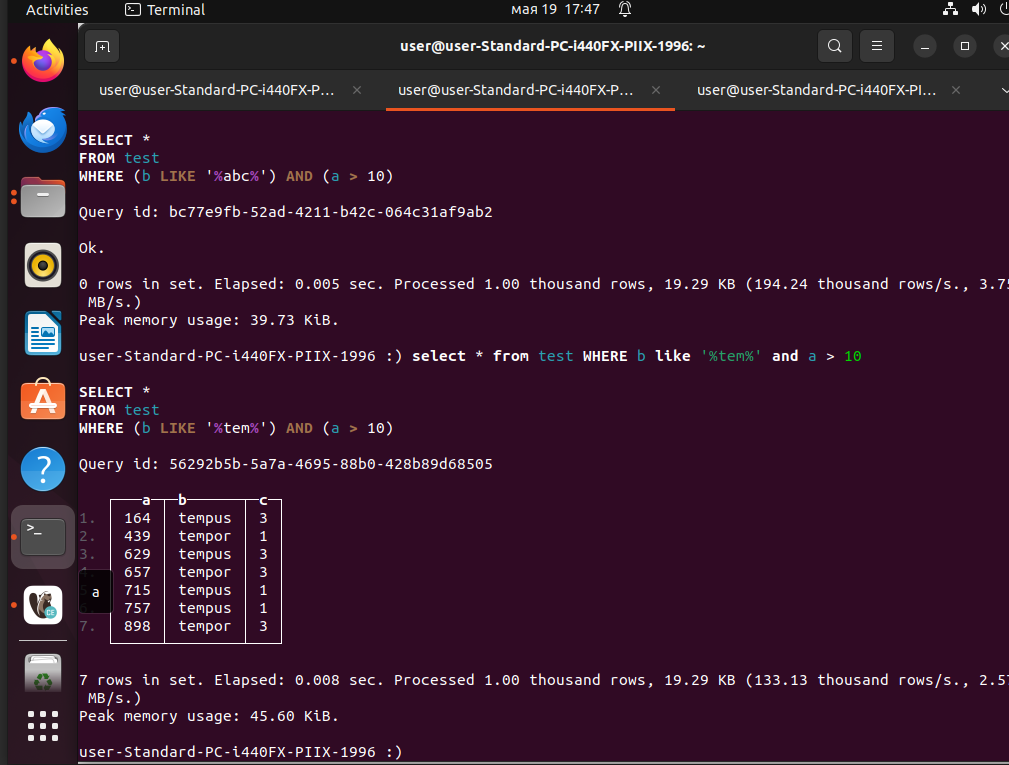 Activities Terminal мая 19 17:47
user@user-Standard-PC-i440FX-PIIX-1996: ~
user@user-Standard-PC-i440FX-P... × user@user-Standard-PC-i440FX-P... × user@user-Standard-PC-i440FX-PI... ×
SELECT *
FROM test
WHERE (b LIKE '%abc%') AND (a > 10)
Query id: bc77e9fb-52ad-4211-b42c-064c31af9ab2
Ok.
0 rows in set. Elapsed: 0.005 sec. Processed 1.00 thousand rows, 19.29 KB (194.24 thousand rows/s., 3.75
MB/s.)
Peak memory usage: 39.73 KiB.
user-Standard-PC-i440FX-PIIX-1996 :) select * from test WHERE b like '%tem%' and a > 10
SELECT *
FROM test
WHERE (b LIKE '%tem%') AND (a > 10)
Query id: 56292b5b-5a7a-4695-88b0-428b89d68505
a b c
1. 164 tempus 3
2. 439 tempor 1
3. 629 tempus 3
657 tempor 3
a 715 tempus 1
757 tempus 1
7. 898 tempor 3
7 rows in set. Elapsed: 0.008 sec. Processed 1.00 thousand rows, 19.29 KB (133.13 thousand rows/s., 2.57
MB/s.)
Peak memory usage: 45.60 KiB.
user-Standard-PC-i440FX-PIIX-1996 :)